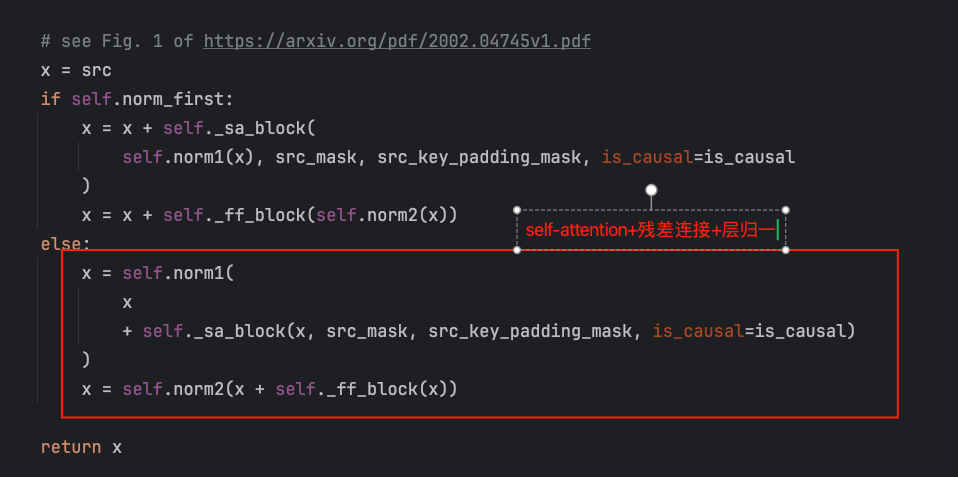 # see Fig. 1 of https://arxiv.org/pdf/2002.04745v1.pdf
x = src
if self.norm_first:
x = x + self._sa_block(
self.norm1(x), src_mask, src_key_padding_mask, is_causal=is_causal
)
x = x + self._ff_block(self.norm2(x))
self-attention+残差连接+层归一
else:
x = self.norm1(
x
+ self._sa_block(x, src_mask, src_key_padding_mask, is_causal=is_causal)
)
x = self.norm2(x + self._ff_block(x))
return x